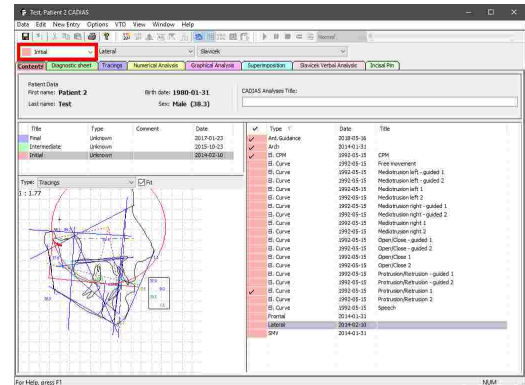 Test, Patient 2 CADIAS
Data Edit New Entry Options VTO View Window Help
Normal
Initial Lateral Slavicek
Contents Diagnostic sheet Tracings Numerical Analysis Graphical Analysis Superimposition Slavicek Verbal Analysis Incisal Pin
Patient Data
First name: Patient 2 Birth date: 1980-01-31 CADIAS Analyses Title:
Last name: Test Sex: Male (38.3)
Title Type Comment Date
Final Unknown 2017-01-23
Intermediate Unknown 2015-10-23
Initial Unknown 2014-02-10
Type: Tracings Fit
1 : 1.77
Type Date Title
Ant.Guidance 2018-05-16
Arch 2014-01-31
El. CPM 1992-05-15 CPM
El. Curve 1992-05-15 Free movement
El. Curve 1992-05-15 Mediotrusion left - guided 1
El. Curve 1992-05-15 Mediotrusion left - guided 2
El. Curve 1992-05-15 Mediotrusion left 1
El. Curve 1992-05-15 Mediotrusion left 2
El. Curve 1992-05-15 Mediotrusion right - guided 1
El. Curve 1992-05-15 Mediotrusion right - guided 2
El. Curve 1992-05-15 Mediotrusion right 1
El. Curve 1992-05-15 Mediotrusion right 2
El. Curve 1992-05-15 Open/Close - guided 1
El. Curve 1992-05-15 Open/Close - guided 2
El. Curve 1992-05-15 Open/Close 1
El. Curve 1992-05-15 Open/Close 2
El. Curve 1992-05-15 Protrusion/Retrusion - guided 1
El. Curve 1992-05-15 Protrusion/Retrusion - guided 2
El. Curve 1992-05-15 Protrusion/Retrusion 1
El. Curve 1992-05-15 Protrusion/Retrusion 2
El. Curve 1992-05-15 Speech
Frontal 2014-01-31
Lateral 2014-02-10
SMV 2014-01-31
For Help, press F1 NUM